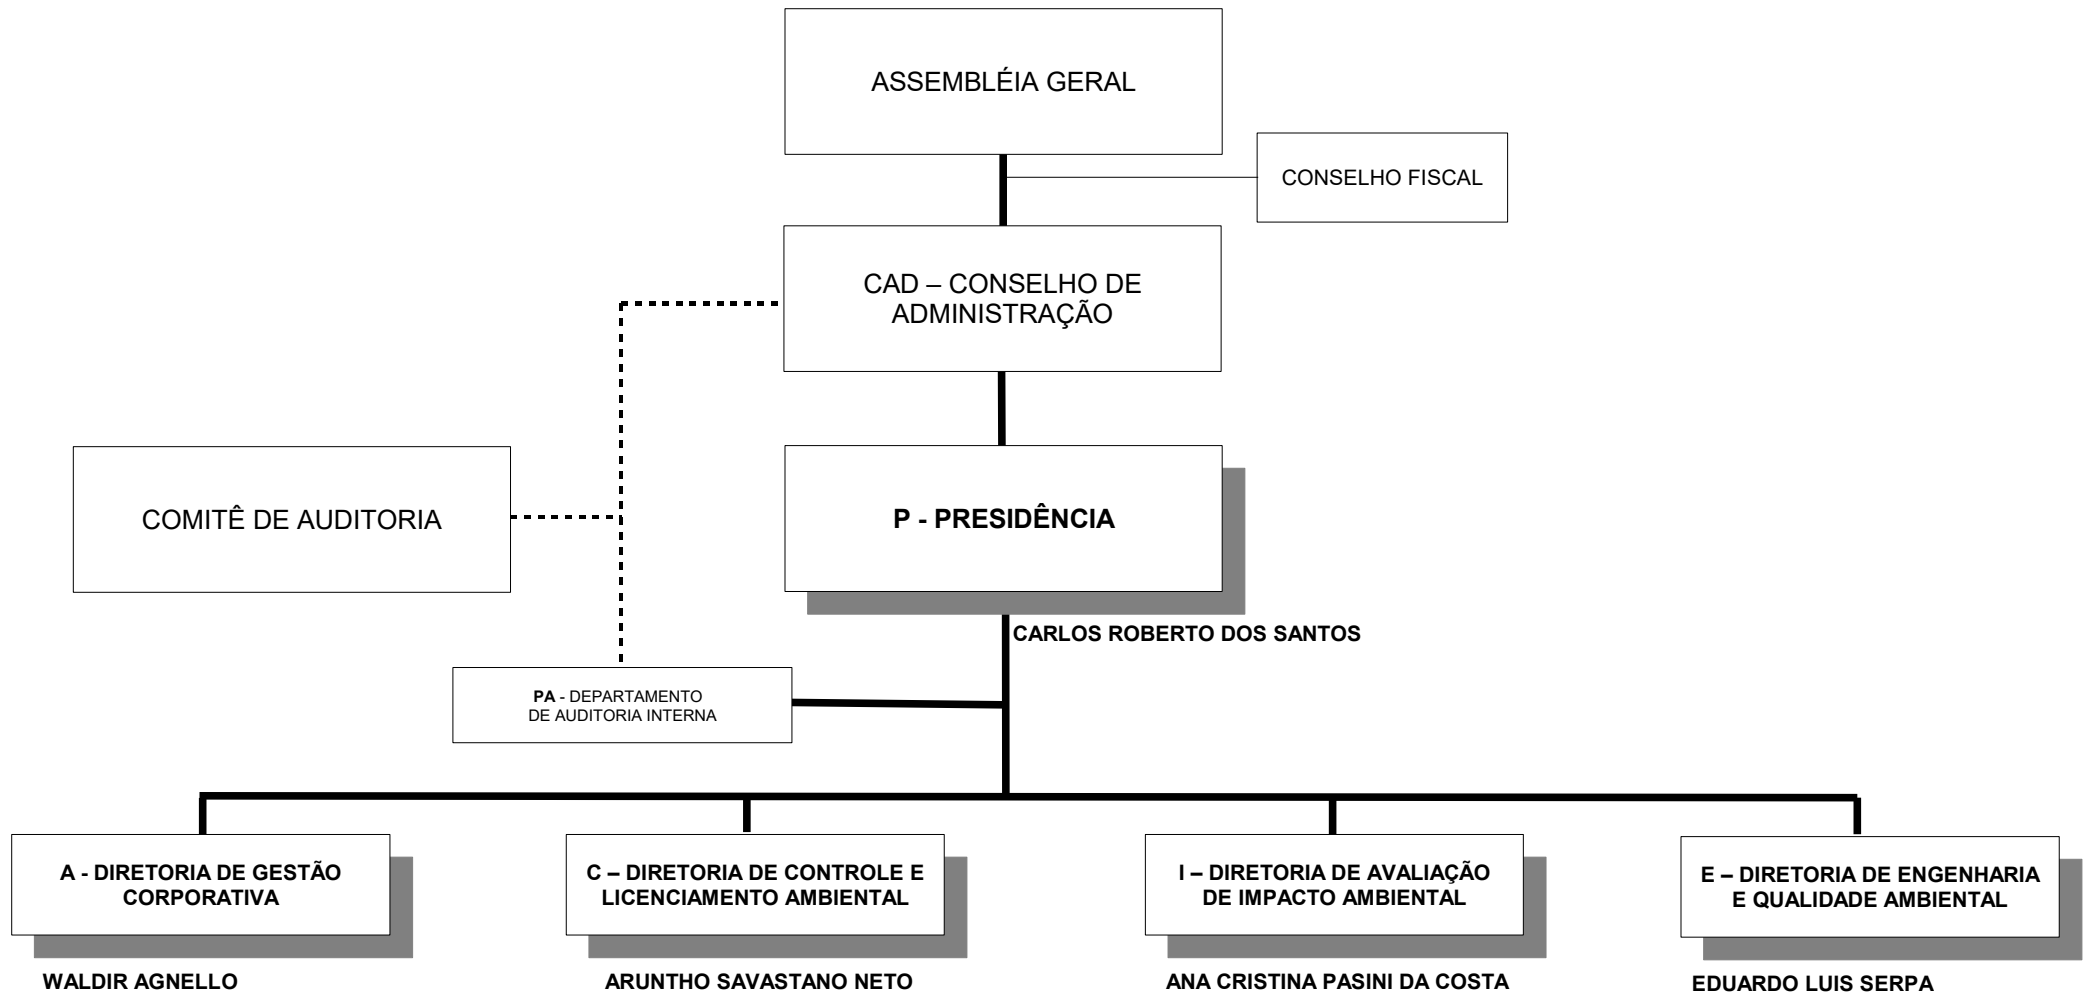 ASSEMBLÉIA GERAL
CONSELHO FISCAL
CAD – CONSELHO DE
ADMINISTRAÇÃO
COMITÊ DE AUDITORIA
P - PRESIDÊNCIA
CARLOS ROBERTO DOS SANTOS
PA - DEPARTAMENTO
DE AUDITORIA INTERNA
A - DIRETORIA DE GESTÃO
CORPORATIVA
WALDIR AGNELLO
C – DIRETORIA DE CONTROLE E
LICENCIAMENTO AMBIENTAL
ARUNTHO SAVASTANO NETO
I – DIRETORIA DE AVALIAÇÃO
DE IMPACTO AMBIENTAL
ANA CRISTINA PASINI DA COSTA
E – DIRETORIA DE ENGENHARIA
E QUALIDADE AMBIENTAL
EDUARDO LUIS SERPA